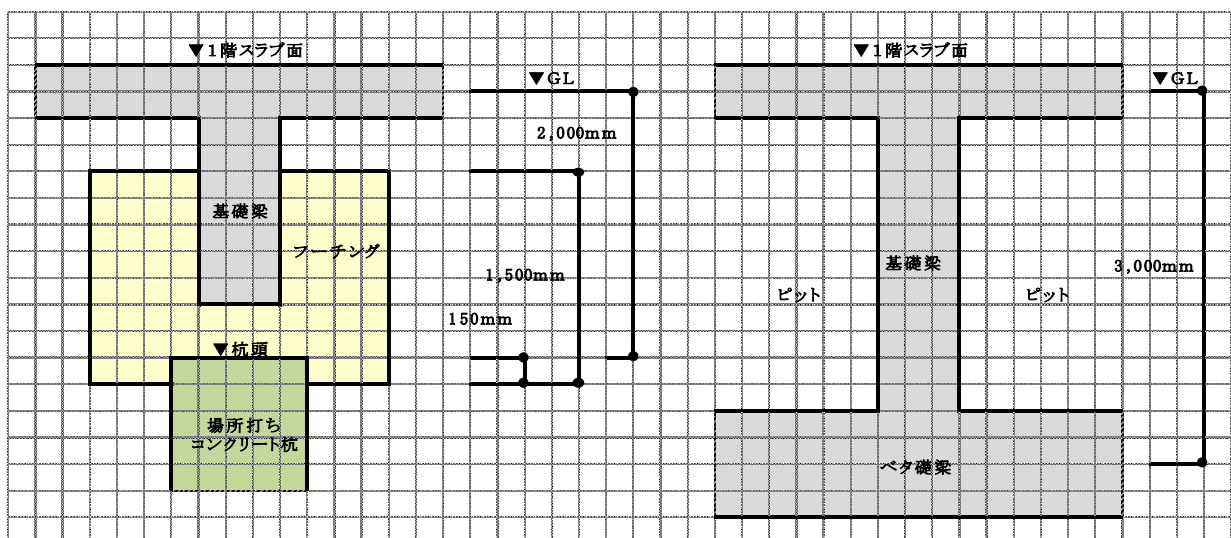 ▼1階スラブ面
▼GL
2,000mm
基礎梁
フーチング
1,500mm
150mm
▼杭頭
場所打ち
コンクリート杭
▼1階スラブ面
▼GL
基礎梁
3,000mm
ピット
ピット
ベタ礎梁